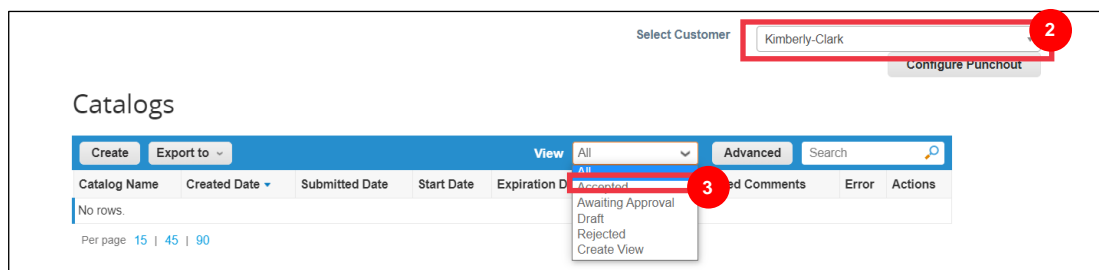 Select Customer Kimberly-Clark 2
Configure Punchout
Catalogs
Create Export to View All Advanced Search
All
Catalog Name Created Date Submitted Date Start Date Expiration D Accepted 3 ed Comments Error Actions
No rows. Awaiting Approval
Draft
Per page 15 | 45 | 90 Rejected
Create View